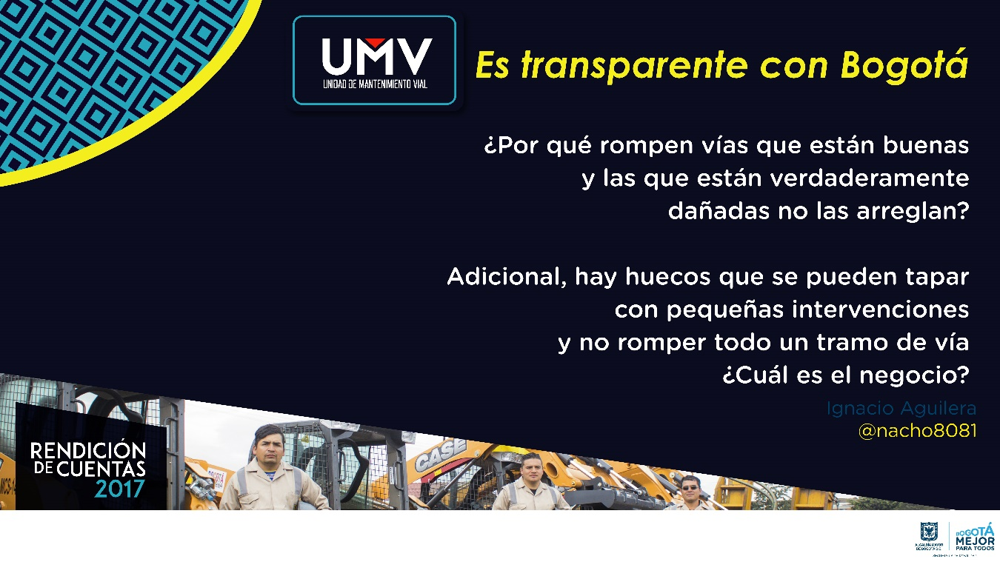 UMV
UNIDAD DE MANTENIMIENTO VIAL
Es transparente con Bogotá
¿Por qué rompen vías que están buenas
y las que están verdaderamente
dañadas no las arreglan?
Adicional, hay huecos que se pueden tapar
con pequeñas intervenciones
y no romper todo un tramo de vía
¿Cuál es el negocio?
Ignacio Aguilera
@nacho8081
CASE
RENDICIÓN
DE CUENTAS
2017
ALCALDÍA MAYOR
DE BOGOTÁ D.C.
BOGOTÁ
MEJOR
PARA TODOS